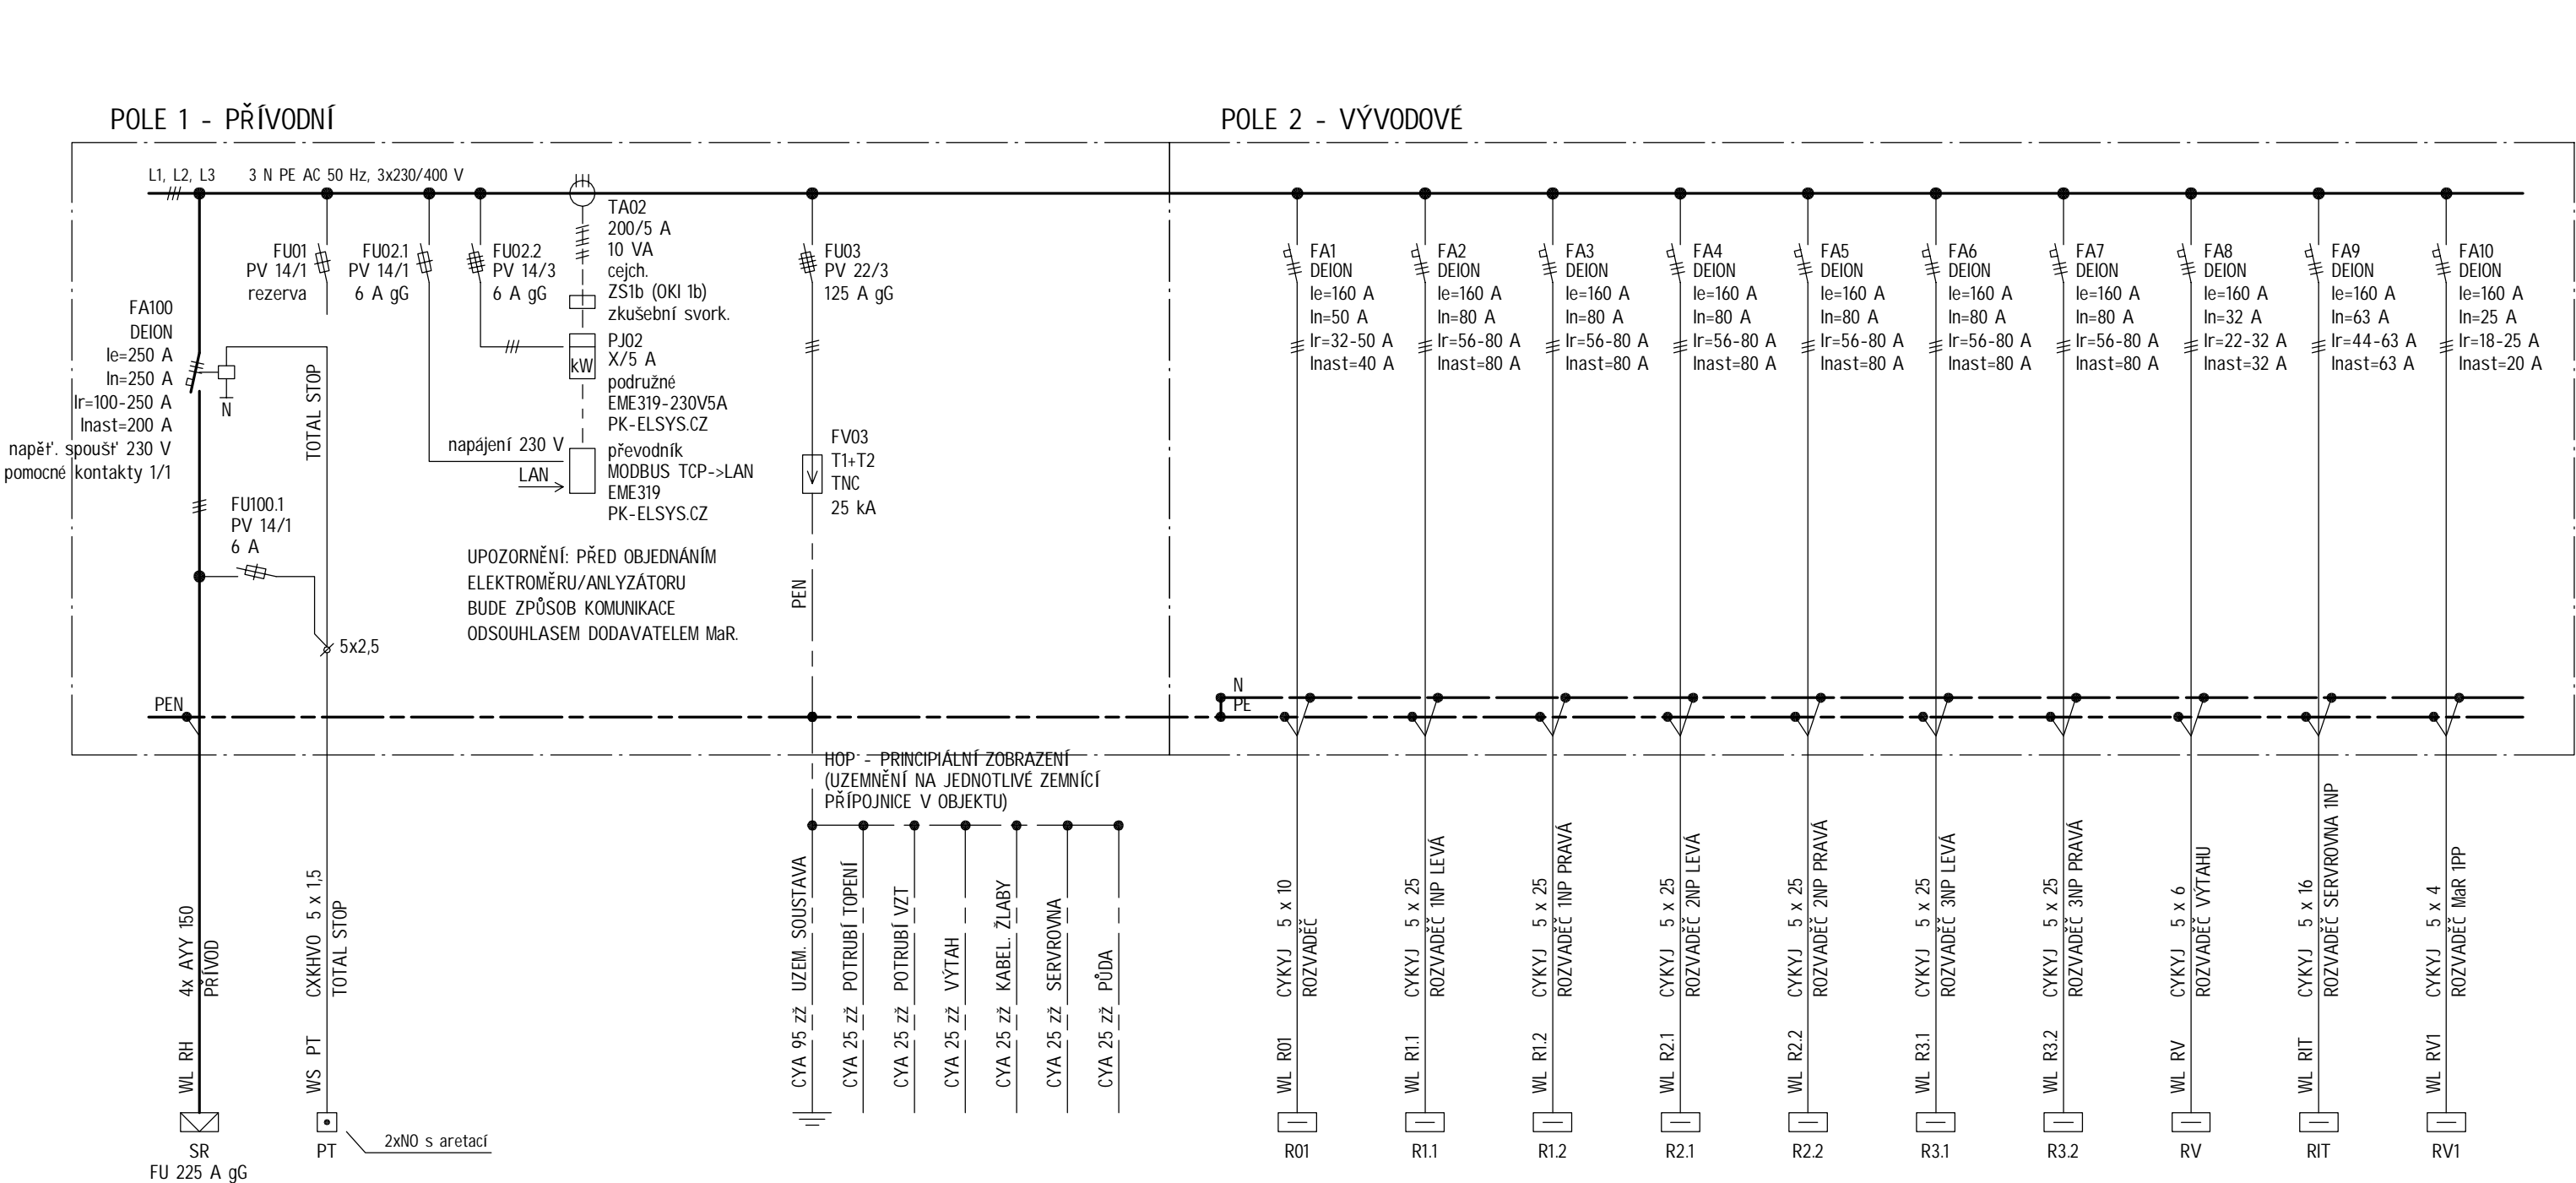 POLE 1 - PŘÍVODNÍ
POLE 2 - VÝVODOVÉ
L1, L2, L3
3 N PE AC 50 Hz, 3x230/400 V
FA100
DEION
Ie=250 A
In=250 A
Ir=100-250 A
Inast=200 A
napěť. spoušť 230 V
pomocné kontakty 1/1
N
FU01
PV 14/1
rezerva
TOTAL STOP
FU02.1
PV 14/1
6 A gG
FU02.2
PV 14/3
6 A gG
TA02
200/5 A
10 VA
cejch.
ZS1b (OKI 1b)
zkušební svork.
PJ02
X/5 A
kW
podružné
EME319-230V5A
PK-ELSYS.CZ
napájení 230 V
LAN
převodník
MODBUS TCP->LAN
EME319
PK-ELSYS.CZ
FU03
PV 22/3
125 A gG
FV03
T1+T2
TNC
25 kA
FU100.1
PV 14/1
6 A
UPOZORNĚNÍ: PŘED OBJEDNÁNÍM
ELEKTROMĚRU/ANLYZÁTORU
BUDE ZPŮSOB KOMUNIKACE
ODSOUHLASEM DODAVATELEM MaR.
PEN
5x2,5
PEN
N
PE
FA1
DEION
Ie=160 A
In=50 A
Ir=32-50 A
Inast=40 A
FA2
DEION
Ie=160 A
In=80 A
Ir=56-80 A
Inast=80 A
FA3
DEION
Ie=160 A
In=80 A
Ir=56-80 A
Inast=80 A
FA4
DEION
Ie=160 A
In=80 A
Ir=56-80 A
Inast=80 A
FA5
DEION
Ie=160 A
In=80 A
Ir=56-80 A
Inast=80 A
FA6
DEION
Ie=160 A
In=80 A
Ir=56-80 A
Inast=80 A
FA7
DEION
Ie=160 A
In=80 A
Ir=56-80 A
Inast=80 A
FA8
DEION
Ie=160 A
In=32 A
Ir=22-32 A
Inast=32 A
FA9
DEION
Ie=160 A
In=63 A
Ir=44-63 A
Inast=63 A
FA10
DEION
Ie=160 A
In=25 A
Ir=18-25 A
Inast=20 A
HOP - PRINCIPIÁLNÍ ZOBRAZENÍ
(UZEMNĚNÍ NA JEDNOTLIVÉ ZEMNÍCÍ
PŘÍPOJNICE V OBJEKTU)
WL RH 4x AYY 150
PŘÍVOD
WS PT CXKHVO 5 x 1,5
TOTAL STOP
CYA 95 zž UZEM. SOUSTAVA
CYA 25 zž POTRUBÍ TOPENÍ
CYA 25 zž POTRUBÍ VZT
CYA 25 zž VÝTAH
CYA 25 zž KABEL. ŽLABY
CYA 25 zž SERVROVNA
CYA 25 zž PŮDA
WL R01 CYKYJ 5 x 10
ROZVADĚČ
WL R1.1 CYKYJ 5 x 25
ROZVADĚČ 1NP LEVÁ
WL R1.2 CYKYJ 5 x 25
ROZVADĚČ 1NP PRAVÁ
WL R2.1 CYKYJ 5 x 25
ROZVADĚČ 2NP LEVÁ
WL R2.2 CYKYJ 5 x 25
ROZVADĚČ 2NP PRAVÁ
WL R3.1 CYKYJ 5 x 25
ROZVADĚČ 3NP LEVÁ
WL R3.2 CYKYJ 5 x 25
ROZVADĚČ 3NP PRAVÁ
WL RV CYKYJ 5 x 6
ROZVADĚČ VÝTAHU
WL RIT CYKYJ 5 x 16
ROZVADĚČ SERVROVNA 1NP
WL RV1 CYKYJ 5 x 4
ROZVADĚČ MaR 1PP
SR
FU 225 A gG
PT
2xNO s aretací
R01
R1.1
R1.2
R2.1
R2.2
R3.1
R3.2
RV
RIT
RV1